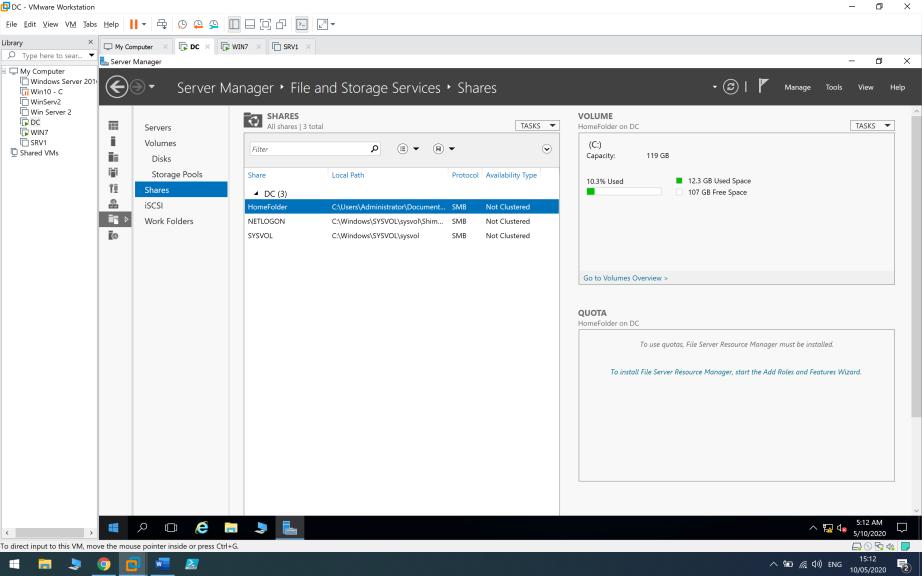 DC - VMware Workstation
File Edit View VM Tabs Help
Library
Type here to sear...
My Computer
Windows Server 201
Win10 - C
WinServ2
Win Server 2
DC
WIN7
SRV1
Shared VMs
My Computer DC WIN7 SRV1
Server Manager
Server Manager File and Storage Services Shares
Manage Tools View Help
Servers
Volumes
Disks
Storage Pools
Shares
iSCSI
Work Folders
SHARES
All shares | 3 total
TASKS
Filter
Share Local Path Protocol Availability Type
DC (3)
HomeFolder C:\Users\Administrator\Document... SMB Not Clustered
NETLOGON C:\Windows\SYSVOL\sysvol\Shim... SMB Not Clustered
SYSVOL C:\Windows\SYSVOL\sysvol SMB Not Clustered
VOLUME
HomeFolder on DC
TASKS
(C:)
Capacity: 119 GB
10.3% Used
12.3 GB Used Space
107 GB Free Space
Go to Volumes Overview >
QUOTA
HomeFolder on DC
To use quotas, File Server Resource Manager must be installed.
To install File Server Resource Manager, start the Add Roles and Features Wizard.
5:12 AM
5/10/2020
To direct input to this VM, move the mouse pointer inside or press Ctrl+G.
ENG
15:12
10/05/2020
2